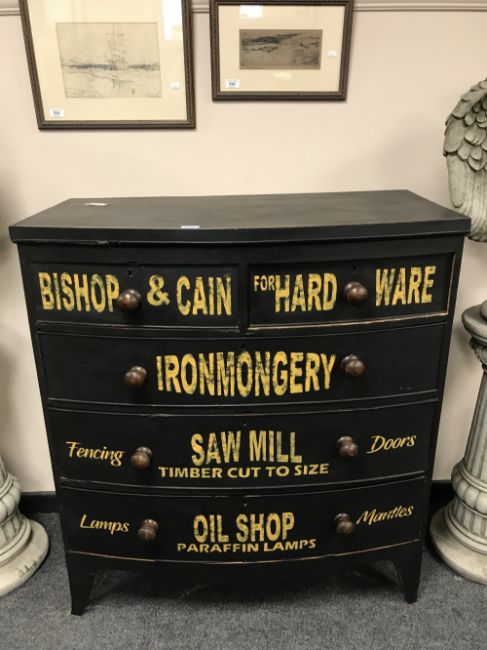 BISHOP & CAIN FOR HARD WARE
IRONMONGERY
Fencing SAW MILL Doors
TIMBER CUT TO SIZE
Lamps OIL SHOP Mantles
PARAFFIN LAMPS